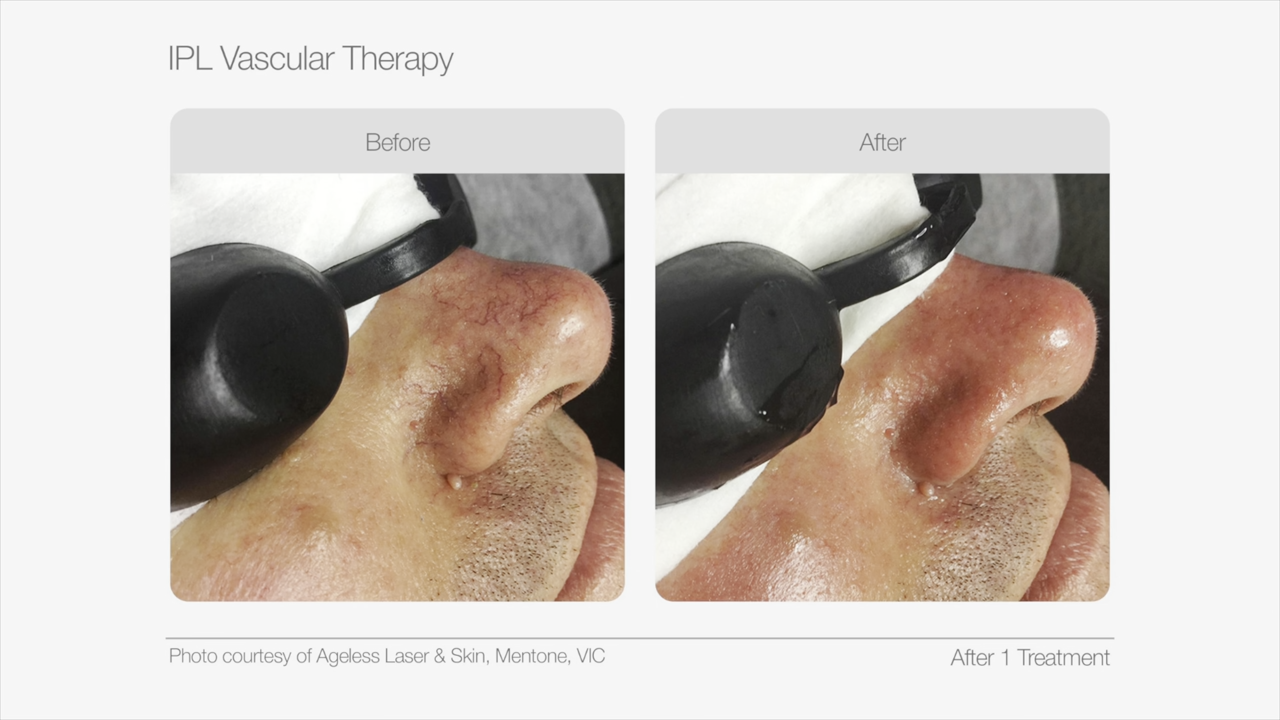 IPL Vascular Therapy
Before
After
Photo courtesy of Ageless Laser & Skin, Mentone, VIC
After 1 Treatment